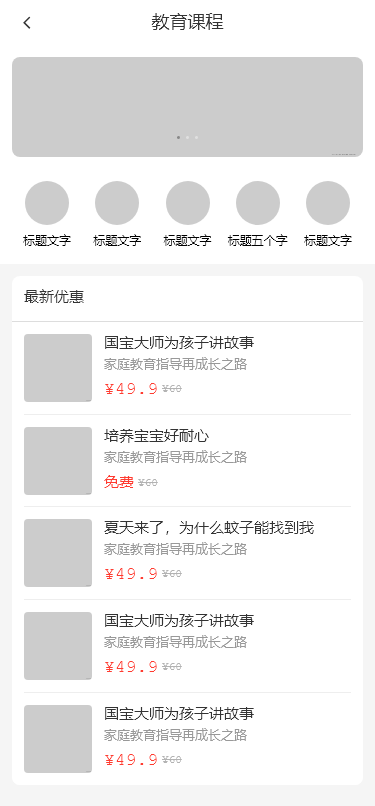 教育课程
标题文字 标题文字 标题文字 标题五个字 标题文字
最新优惠
国宝大师为孩子讲故事
家庭教育指导再成长之路
¥49.9 ¥60
培养宝宝好耐心
家庭教育指导再成长之路
免费 ¥60
夏天来了，为什么蚊子能找到我
家庭教育指导再成长之路
¥49.9 ¥60
国宝大师为孩子讲故事
家庭教育指导再成长之路
¥49.9 ¥60
国宝大师为孩子讲故事
家庭教育指导再成长之路
¥49.9 ¥60